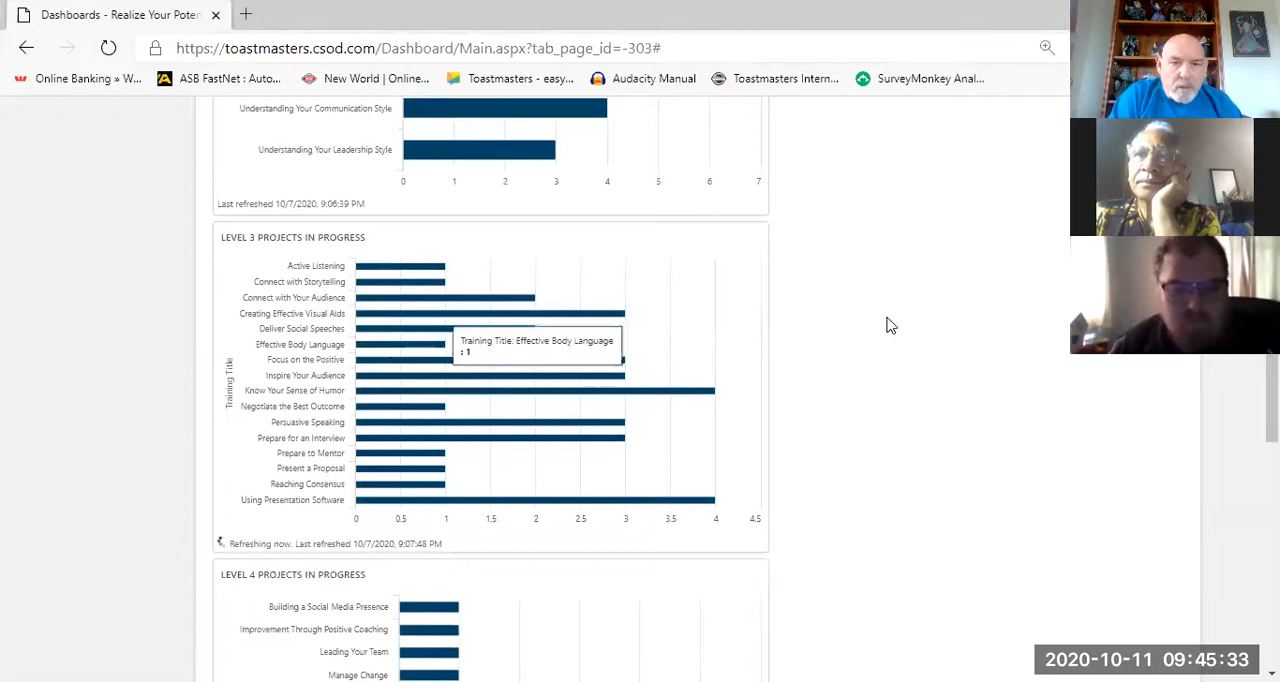 Dashboards - Realize Your Poten
https://toastmasters.csod.com/Dashboard/Main.aspx?tab_page_id=-303#
Online Banking » W...
ASB FastNet : Auto...
New World | Online...
Toastmasters - easy...
Audacity Manual
Toastmasters Intern...
SurveyMonkey Anal...
Understanding Your Communication Style
Understanding Your Leadership Style
0 1 2 3 4 5 6 7
Last refreshed 10/7/2020, 9:06:39 PM
LEVEL 3 PROJECTS IN PROGRESS
Training Title
Active Listening
Connect with Storytelling
Connect with Your Audience
Creating Effective Visual Aids
Deliver Social Speeches
Effective Body Language
Focus on the Positive
Inspire Your Audience
Know Your Sense of Humor
Negotiate the Best Outcome
Persuasive Speaking
Prepare for an Interview
Prepare to Mentor
Present a Proposal
Reaching Consensus
Using Presentation Software
Training Title: Effective Body Language
: 1
0 0.5 1 1.5 2 2.5 3 3.5 4 4.5
Refreshing now. Last refreshed 10/7/2020, 9:07:48 PM
LEVEL 4 PROJECTS IN PROGRESS
Building a Social Media Presence
Improvement Through Positive Coaching
Leading Your Team
Manage Change
2020-10-11 09:45:33